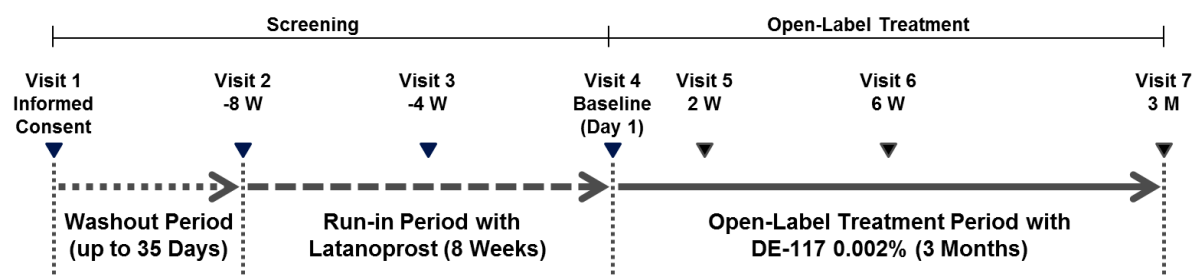 Screening
Open-Label Treatment
Visit 1
Informed
Consent
Visit 2
-8 W
Visit 3
-4 W
Visit 4
Baseline
(Day 1)
Visit 5
2 W
Visit 6
6 W
Visit 7
3 M
Washout Period
(up to 35 Days)
Run-in Period with
Latanoprost (8 Weeks)
Open-Label Treatment Period with
DE-117 0.002% (3 Months)